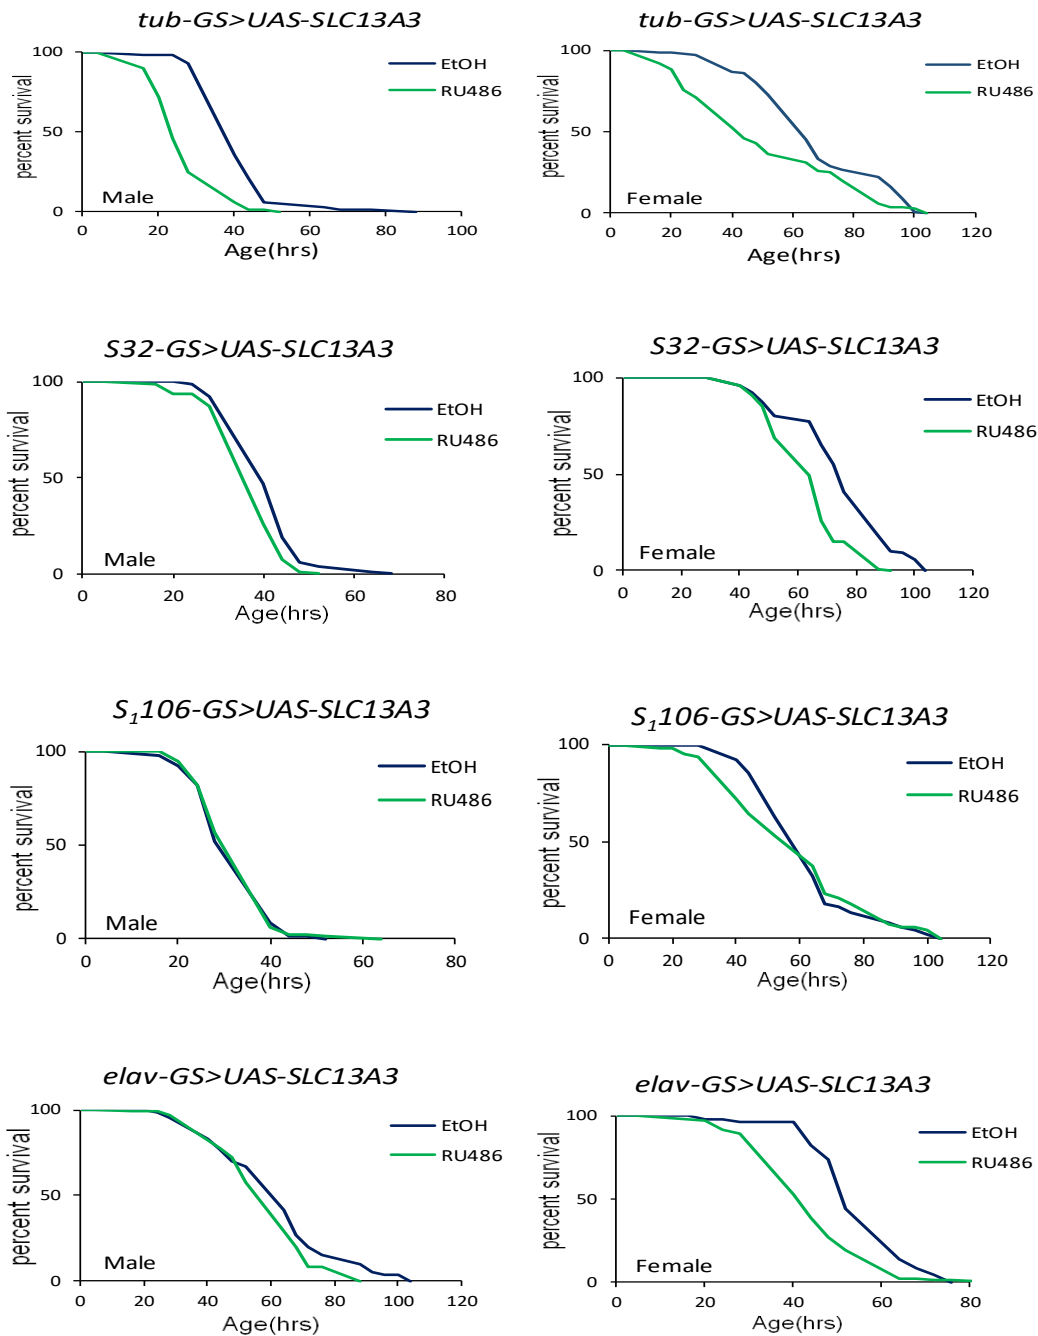 tub-GS>UAS-SLC13A3
percent survival
100
50
0
EtOH
RU486
Male
0 20 40 60 80 100
Age(hrs)
tub-GS>UAS-SLC13A3
percent survival
100
50
0
EtOH
RU486
Female
0 20 40 60 80 100 120
Age(hrs)
S32-GS>UAS-SLC13A3
percent survival
100
50
0
EtOH
RU486
Male
0 20 40 60 80
Age(hrs)
S32-GS>UAS-SLC13A3
percent survival
100
50
0
EtOH
RU486
Female
0 20 40 60 80 100 120
Age(hrs)
S₁106-GS>UAS-SLC13A3
percent survival
100
50
0
EtOH
RU486
Male
0 20 40 60 80
Age(hrs)
S₁106-GS>UAS-SLC13A3
percent survival
100
50
0
EtOH
RU486
Female
0 20 40 60 80 100 120
Age(hrs)
elav-GS>UAS-SLC13A3
percent survival
100
50
0
EtOH
RU486
Male
0 20 40 60 80 100 120
Age(hrs)
elav-GS>UAS-SLC13A3
percent survival
100
50
0
EtOH
RU486
Female
0 20 40 60 80
Age(hrs)